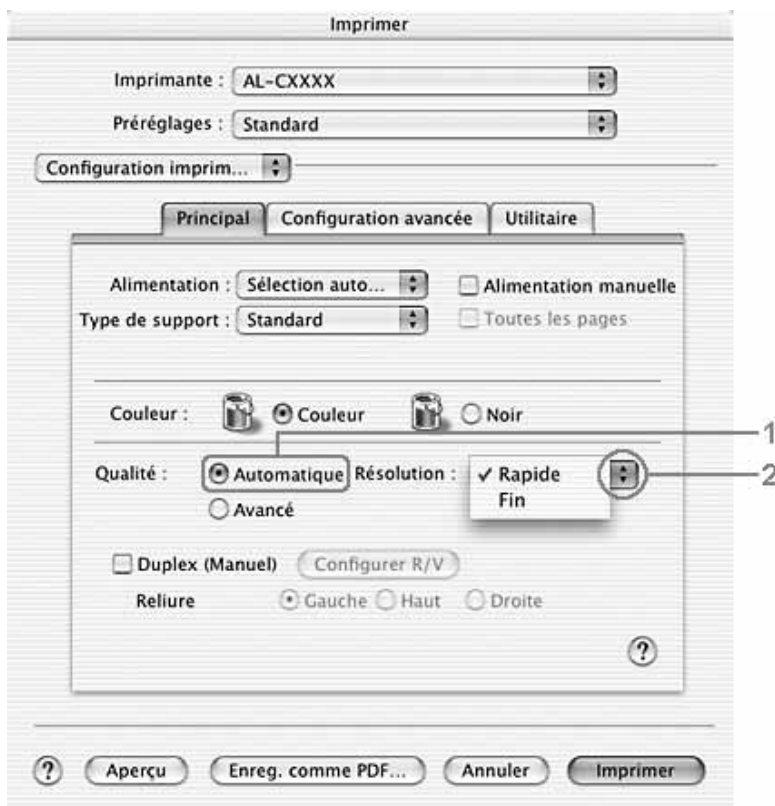 Imprimer
Imprimante : AL-CXXXX
Préréglages : Standard
Configuration imprim...
Principal Configuration avancée Utilitaire
Alimentation : Sélection auto... Alimentation manuelle
Type de support : Standard Toutes les pages
Couleur : Couleur Noir
1
Qualité : Automatique Résolution : ✓ Rapide 2
Avancé Fin
Duplex (Manuel) Configurer R/V
Reliure Gauche Haut Droite
?
? Aperçu Enreg. comme PDF... Annuler Imprimer